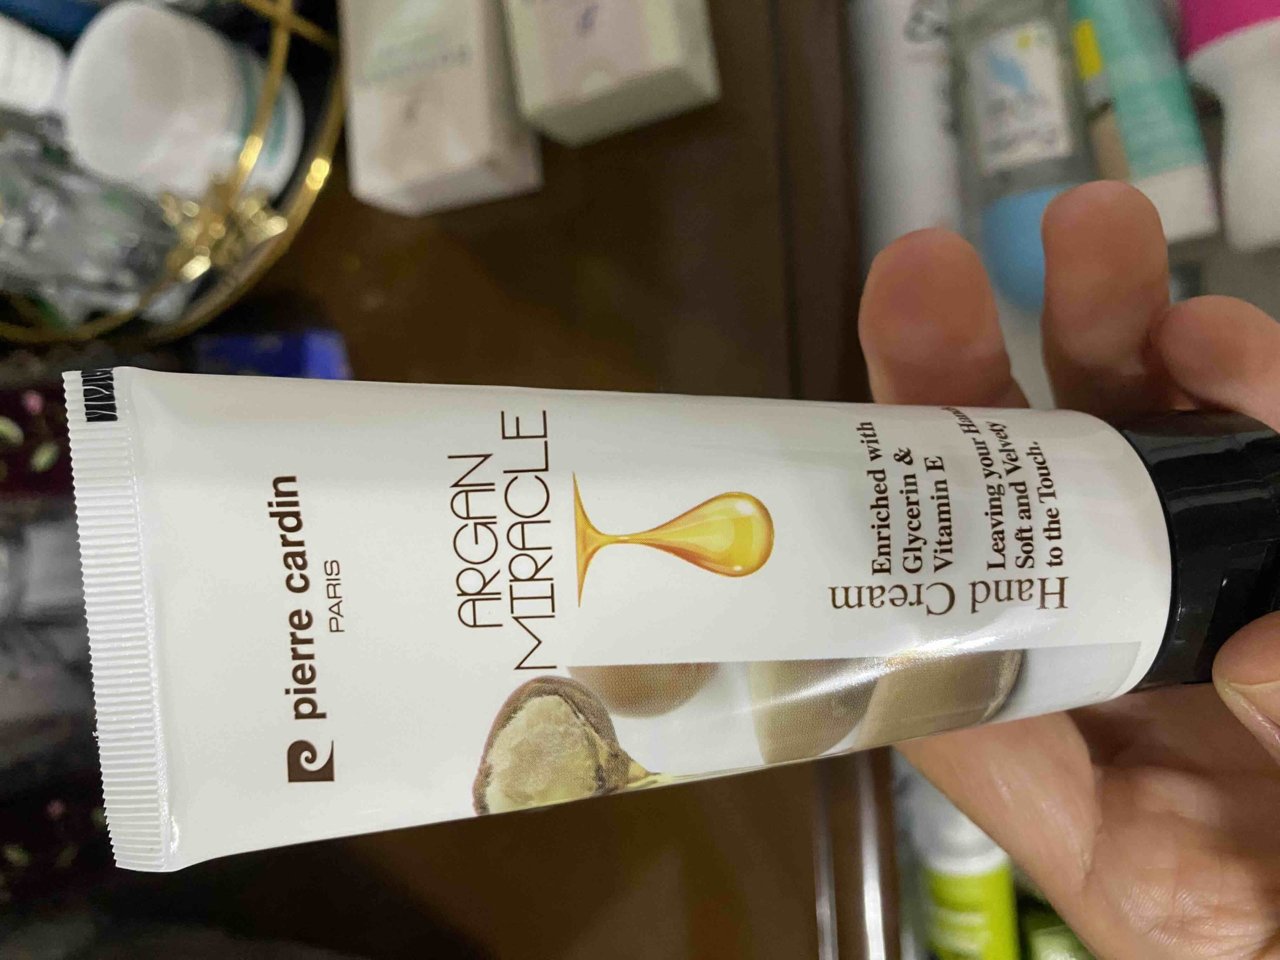 pierre cardin
PARIS
ARGAN
MIRACLE
Hand Cream
Enriched with
Glycerin &
Vitamin E
Leaving your
Soft and Velvety
to the Touch.